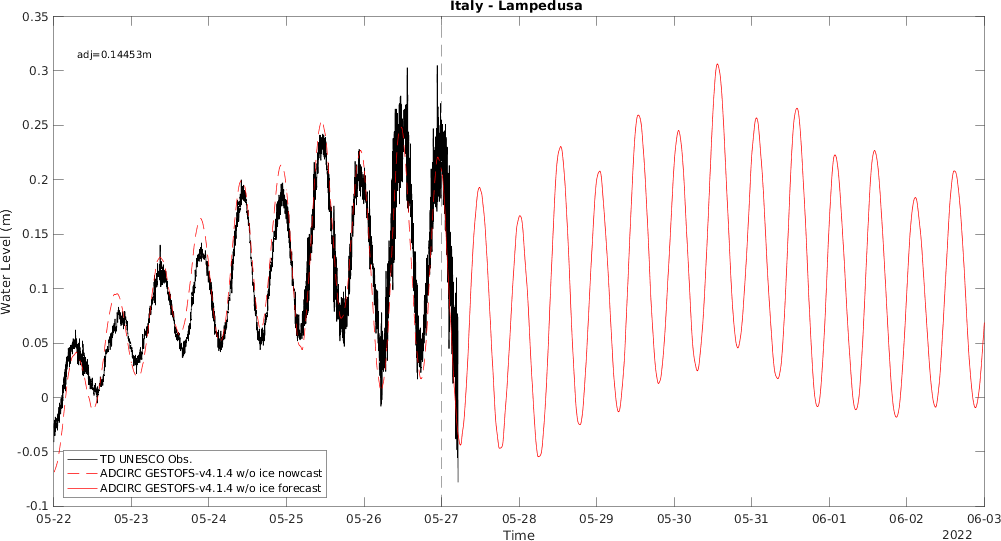 Italy - Lampedusa
0.35
0.3
0.25
0.2
0.15
0.1
0.05
0
-0.05
-0.1
Water Level (m)
adj=0.14453m
TD UNESCO Obs.
ADCIRC GESTOFS-v4.1.4 w/o ice nowcast
ADCIRC GESTOFS-v4.1.4 w/o ice forecast
05-22 05-23 05-24 05-25 05-26 05-27 05-28 05-29 05-30 05-31 06-01 06-02 06-03
Time
2022